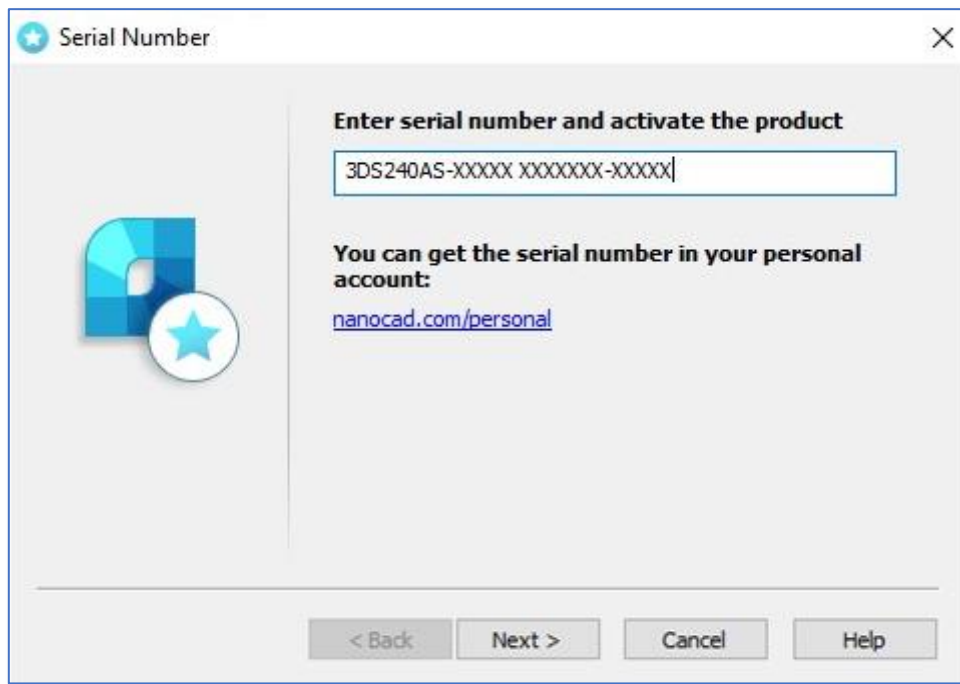 Serial Number
Enter serial number and activate the product
3DS240AS-XXXXX XXXXXXX-XXXXX
You can get the serial number in your personal
account:
nanocad.com/personal
< Back Next > Cancel Help